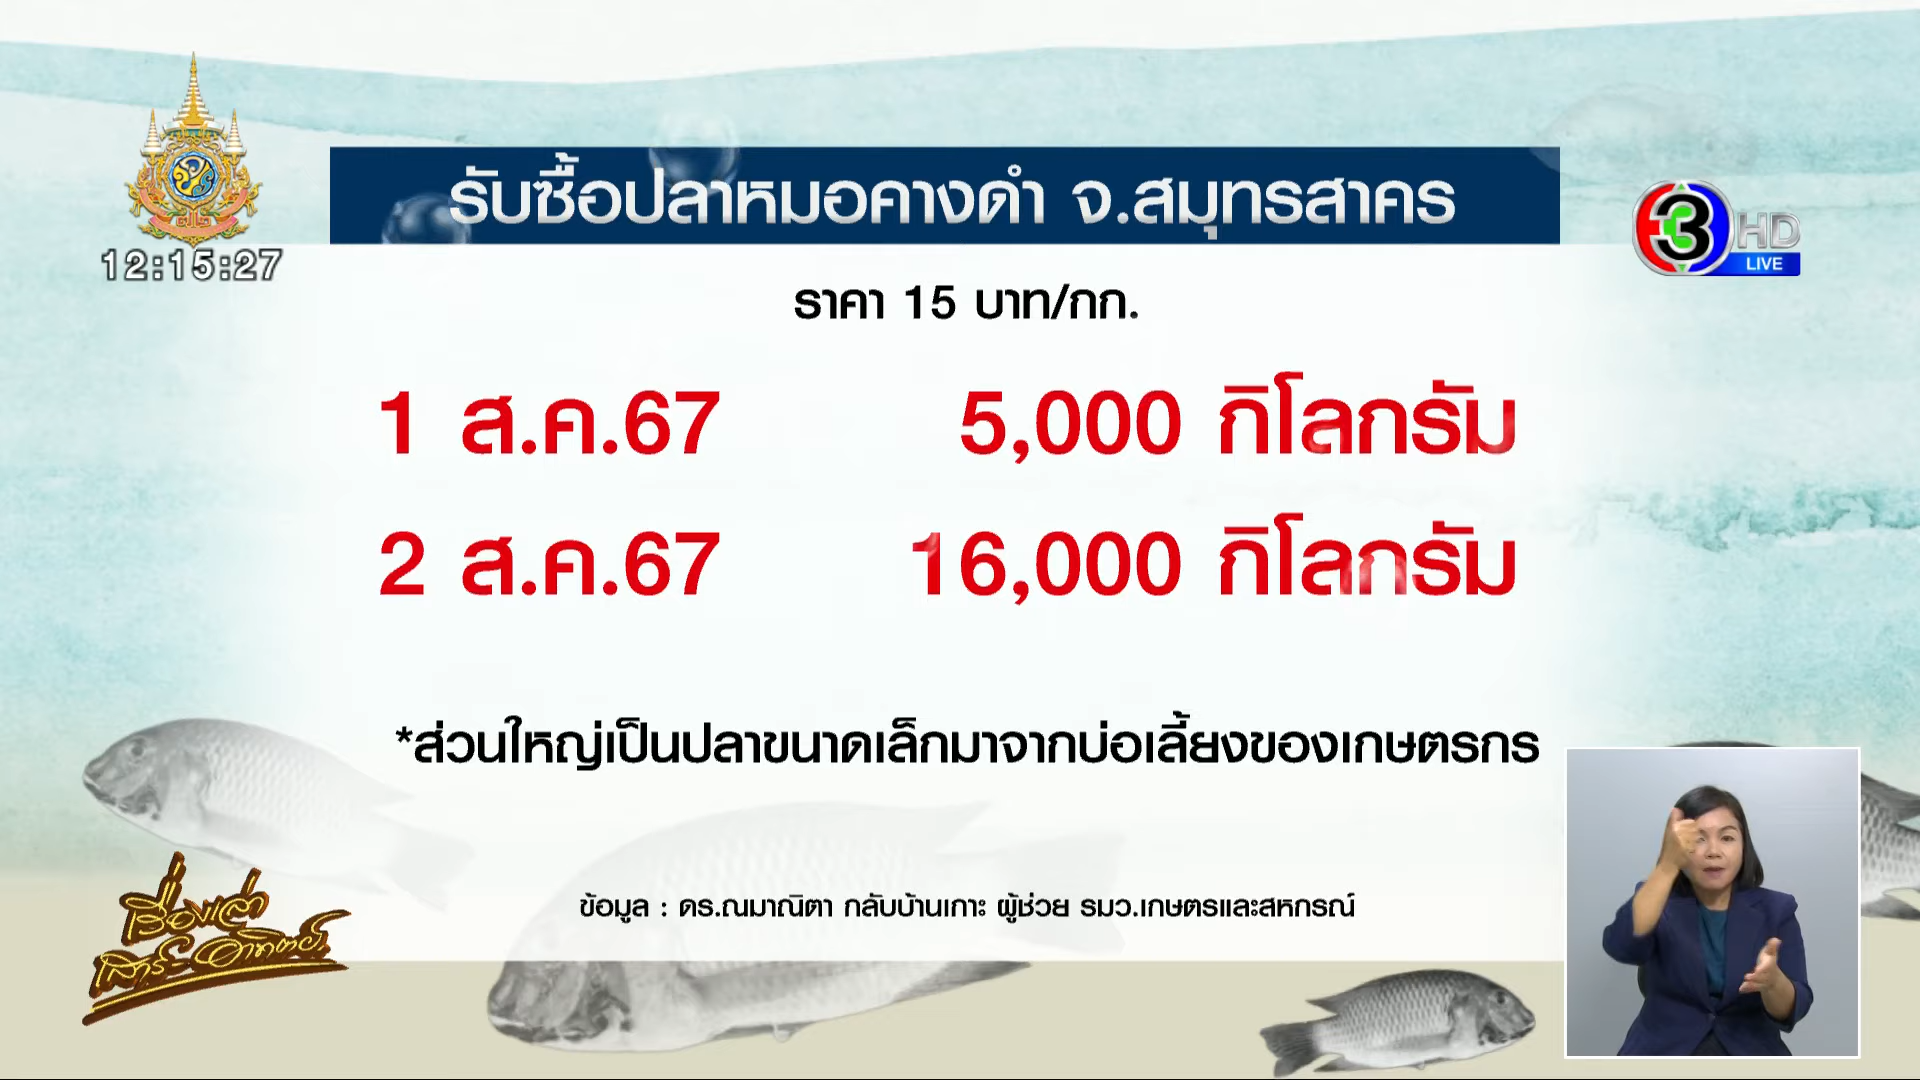 รับซื้อปลาหมอคางดำ จ.สมุทรสาคร
12:15:27
3 HD
LIVE
ราคา 15 บาท/กก.
1 ส.ค.67 5,000 กิโลกรัม
2 ส.ค.67 16,000 กิโลกรัม
*ส่วนใหญ่เป็นปลาขนาดเล็กมาจากบ่อเลี้ยงของเกษตรกร
ข้อมูล : ดร.ณมาณิตา กลับบ้านเกาะ ผู้ช่วย รมว.เกษตรและสหกรณ์
เรื่องเล่า
เสาร์-อาทิตย์